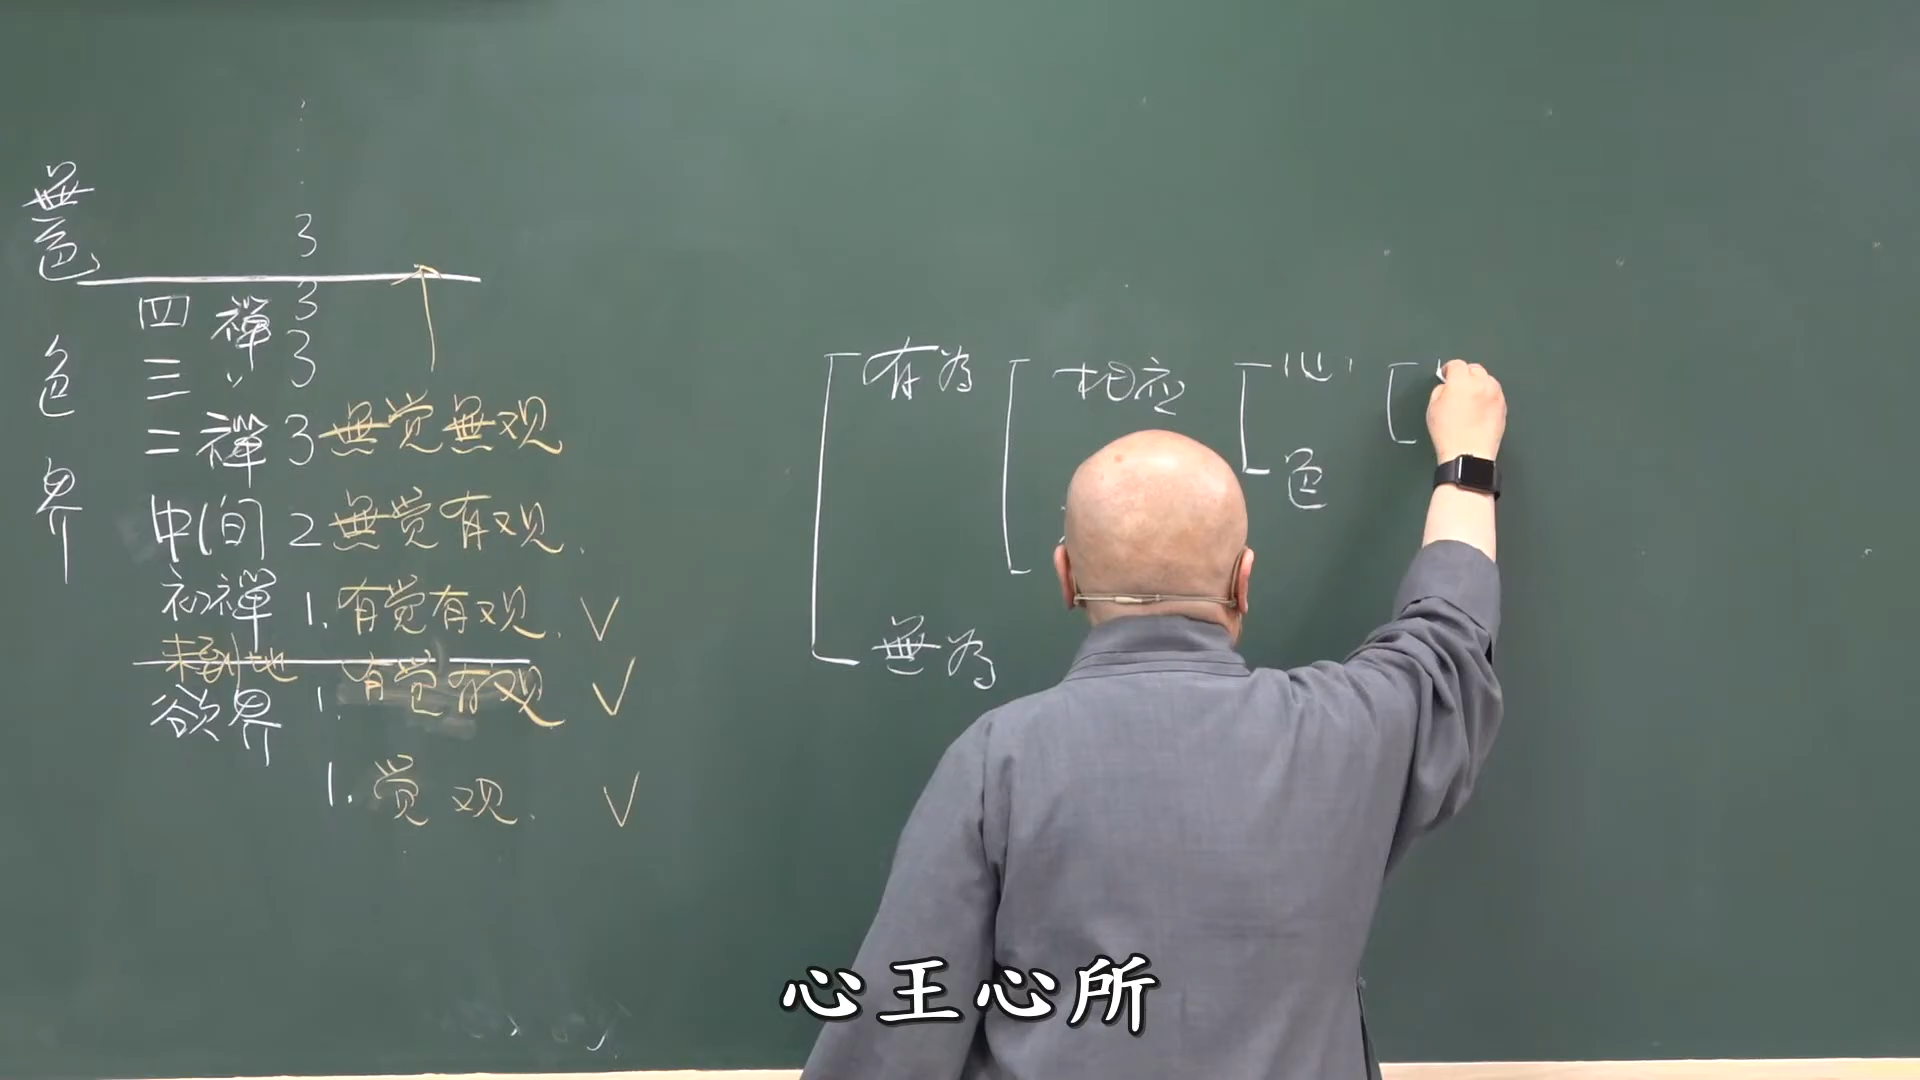 無色
3
四禪 3
色界
三〃 3
二禪 3 無觉無观
中间 2 無觉有观.
初禪 1. 有觉有观. V
未到地
欲界 1. 有觉有观 V
1. 觉观. V
有為
相应
心
色
無為
心王心所